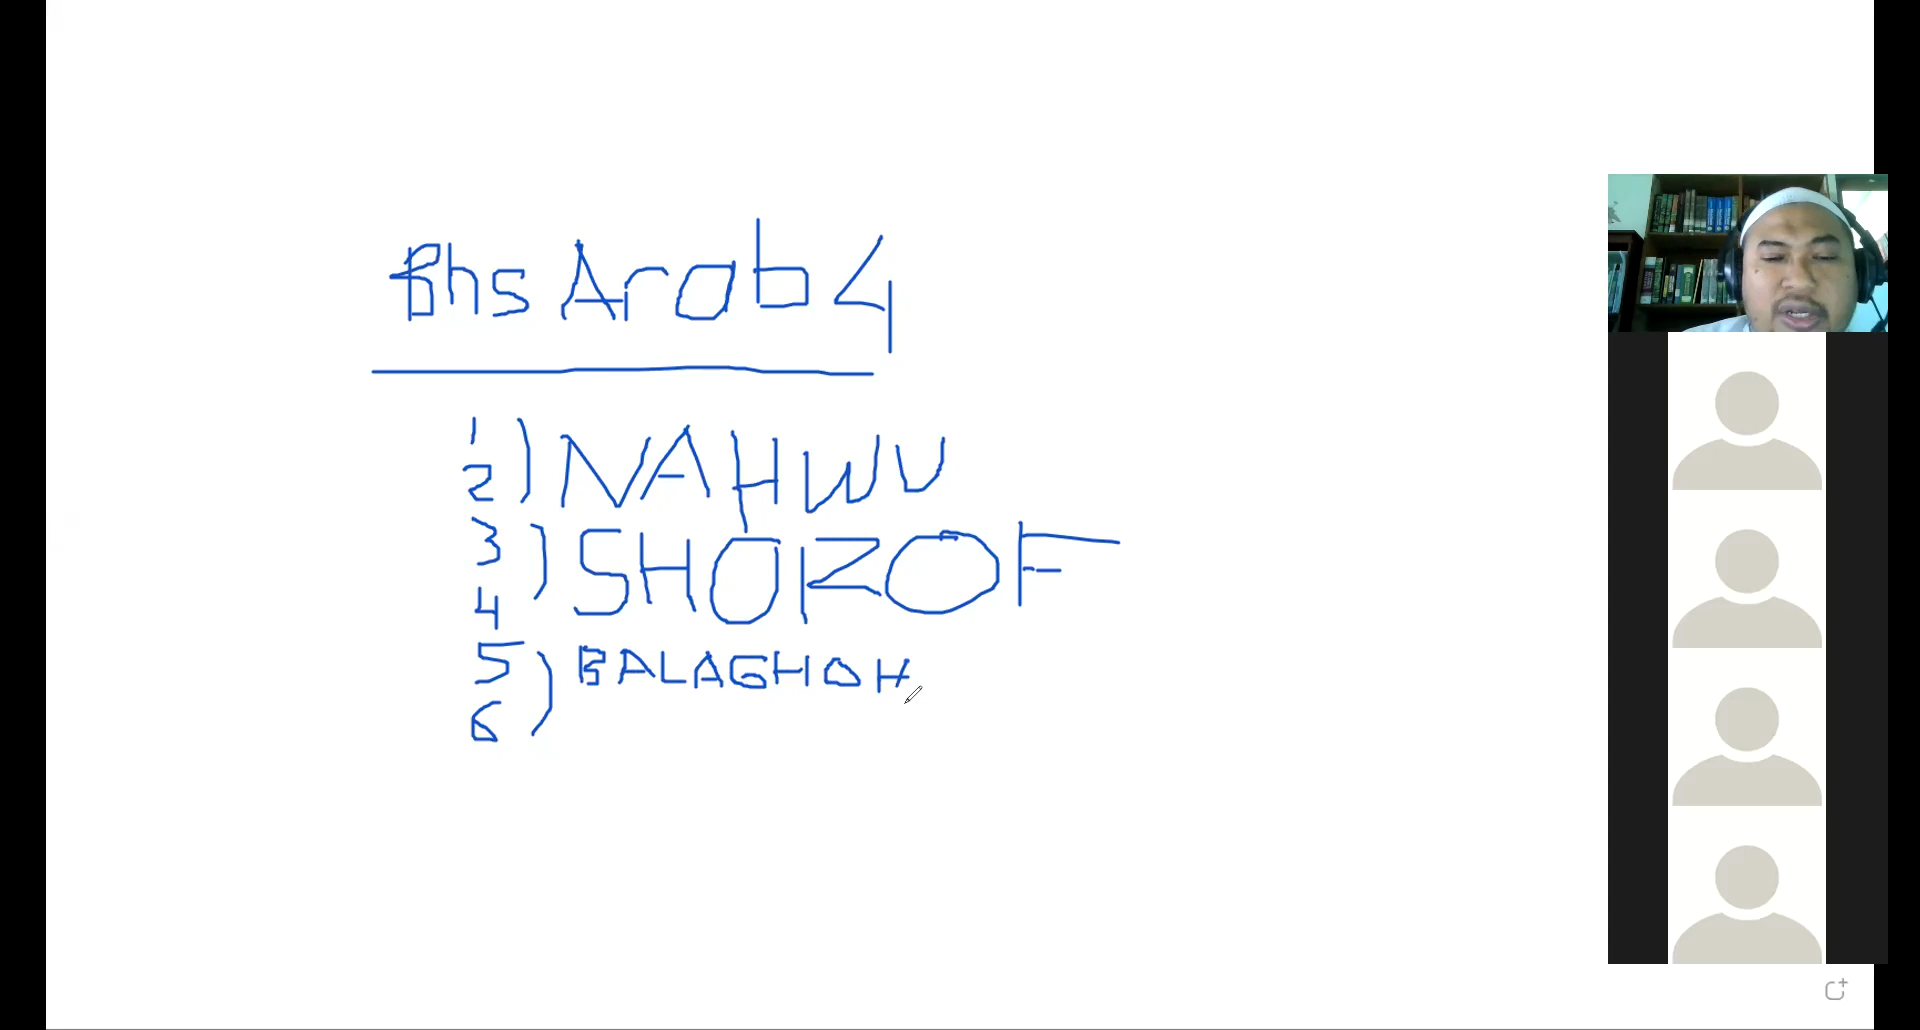 Bhs Arab 4
1
2 ) NAHWU
3
4 ) SHOROF
5
6 ) BALAGHOH